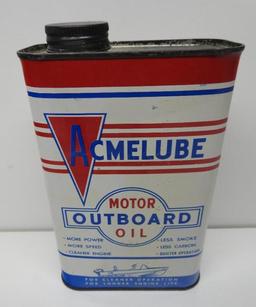 ACMELUBE
MOTOR
OUTBOARD
OIL
• MORE POWER
• MORE SPEED
• CLEANER ENGINE
• LESS SMOKE
• LESS CARBON
• QUIETER OPERATION
FOR CLEANER OPERATION
FOR LONGER ENGINE LIFE